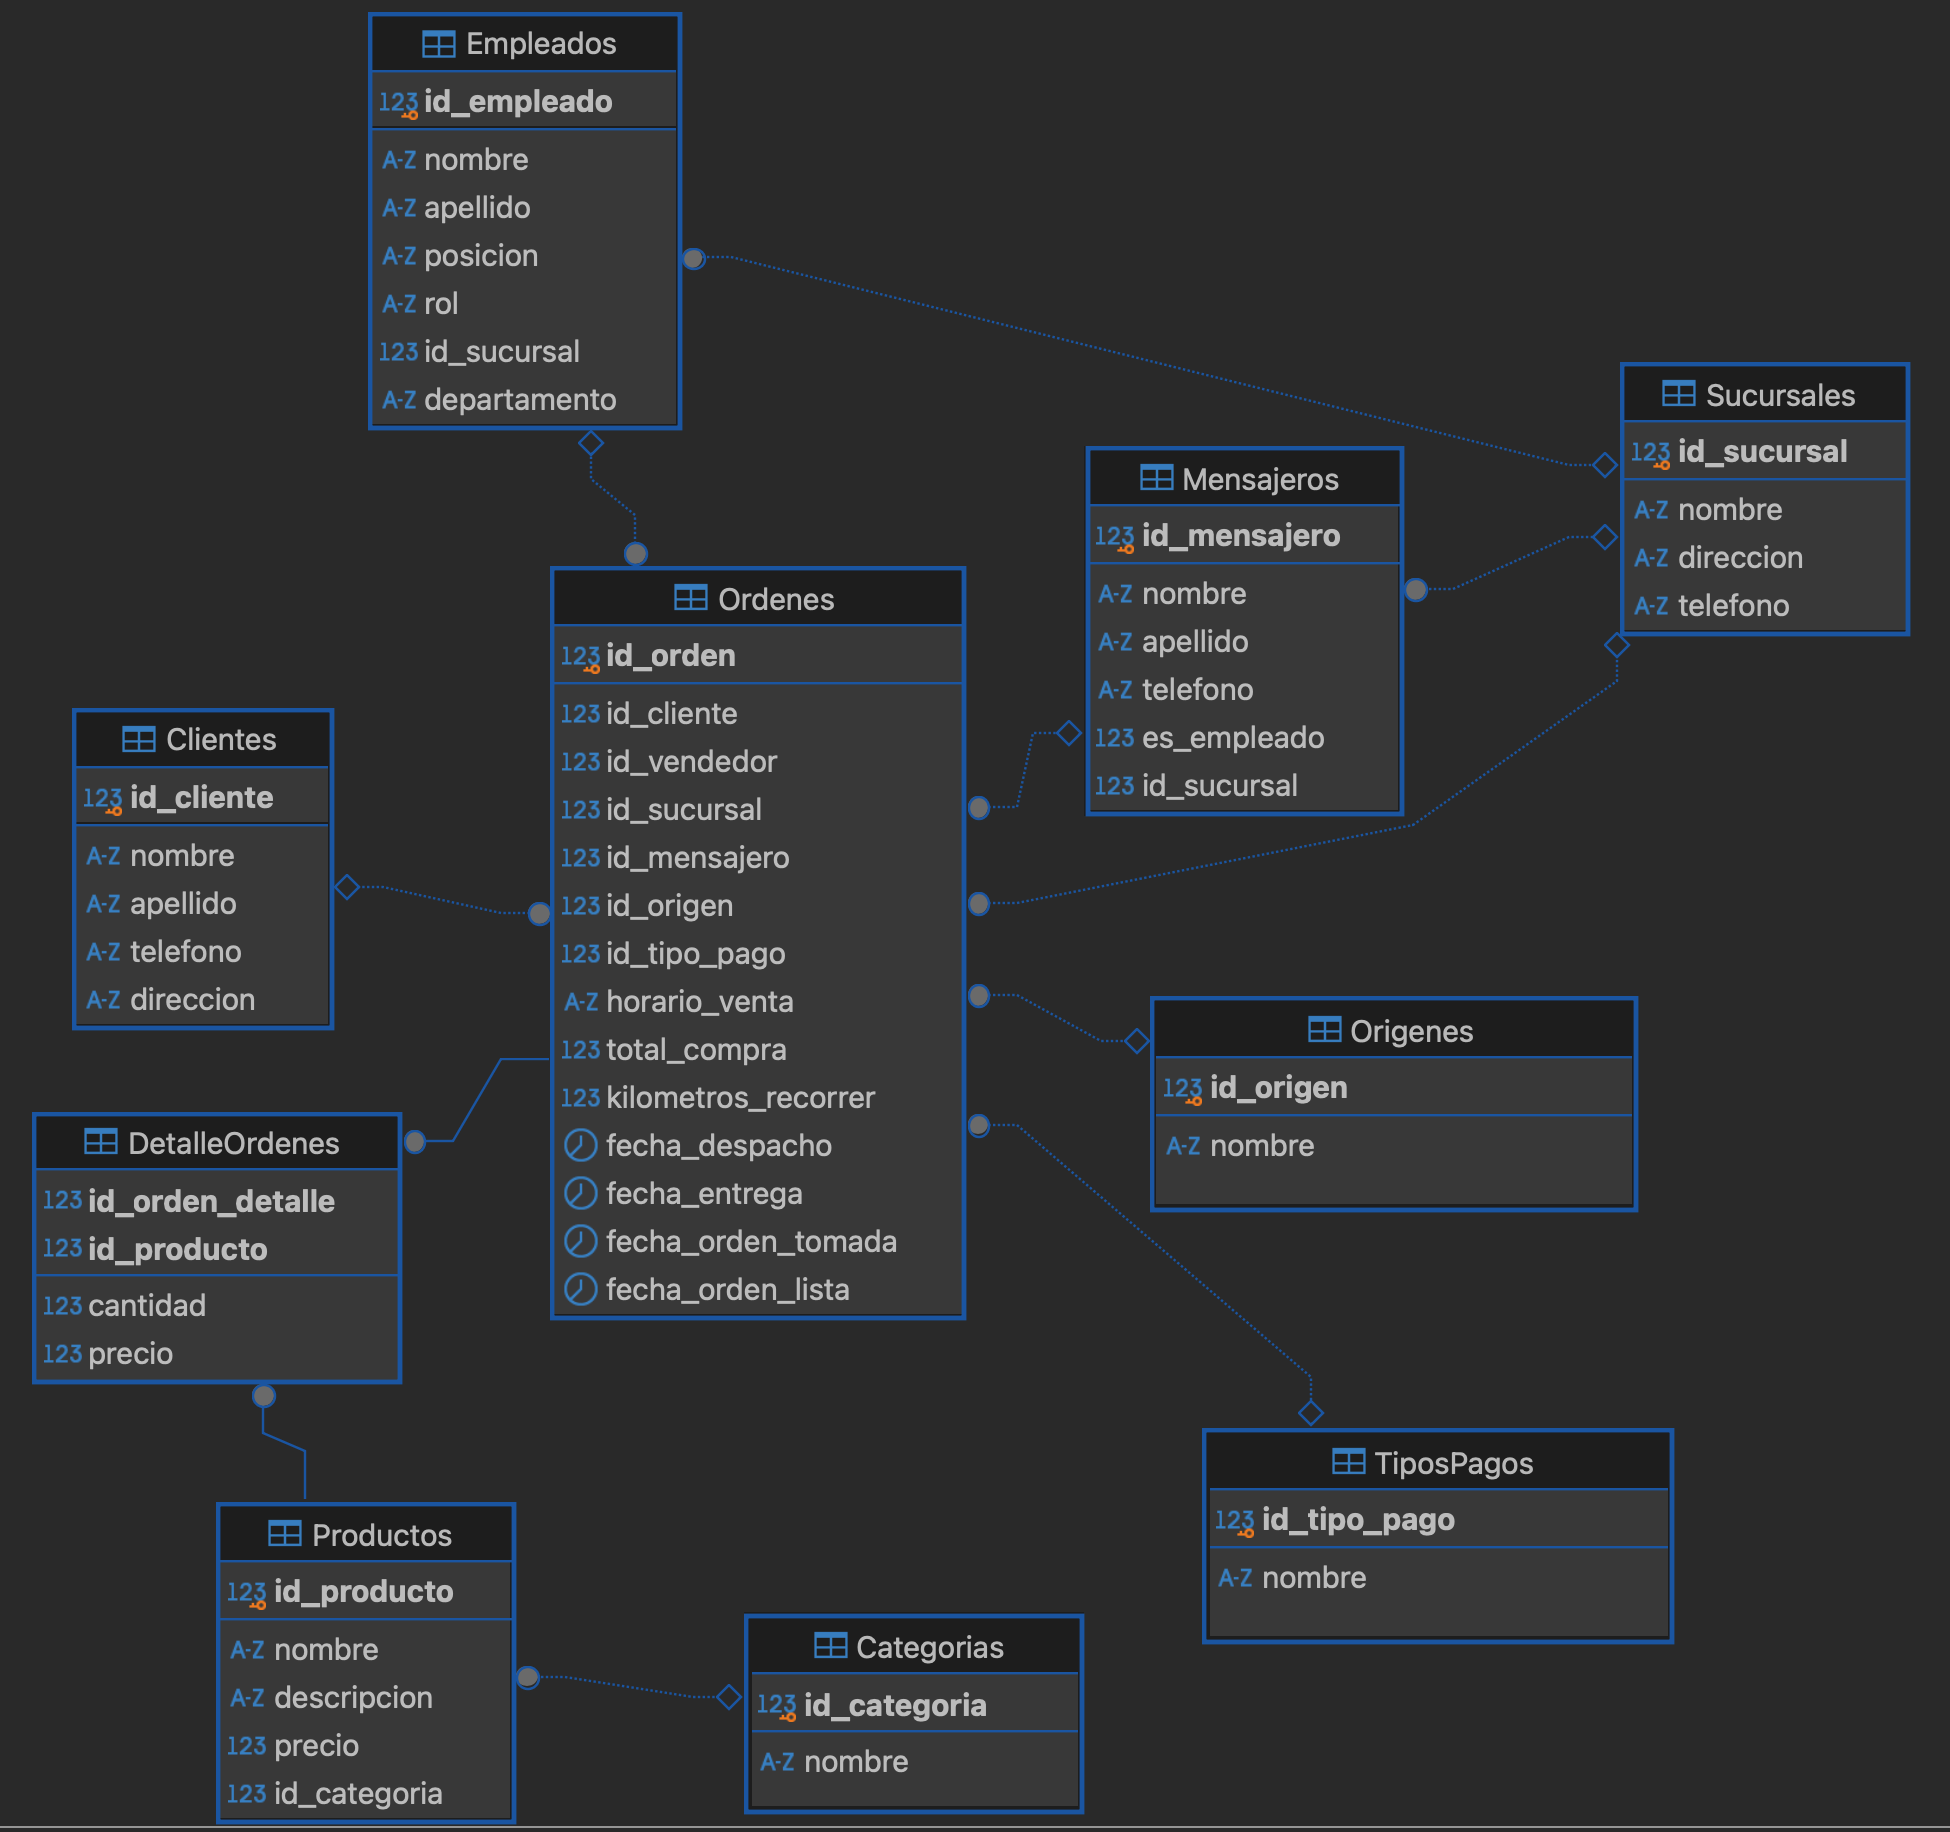 Empleados
123 id_empleado
A-Z nombre
A-Z apellido
A-Z posicion
A-Z rol
123 id_sucursal
A-Z departamento
Sucursales
123 id_sucursal
A-Z nombre
A-Z direccion
A-Z telefono
Mensajeros
123 id_mensajero
A-Z nombre
A-Z apellido
A-Z telefono
123 es_empleado
123 id_sucursal
Ordenes
123 id_orden
123 id_cliente
123 id_vendedor
123 id_sucursal
123 id_mensajero
123 id_origen
123 id_tipo_pago
A-Z horario_venta
123 total_compra
123 kilometros_recorrer
fecha_despacho
fecha_entrega
fecha_orden_tomada
fecha_orden_lista
Clientes
123 id_cliente
A-Z nombre
A-Z apellido
A-Z telefono
A-Z direccion
Origenes
123 id_origen
A-Z nombre
DetalleOrdenes
123 id_orden_detalle
123 id_producto
123 cantidad
123 precio
TiposPagos
123 id_tipo_pago
A-Z nombre
Productos
123 id_producto
A-Z nombre
A-Z descripcion
123 precio
123 id_categoria
Categorias
123 id_categoria
A-Z nombre